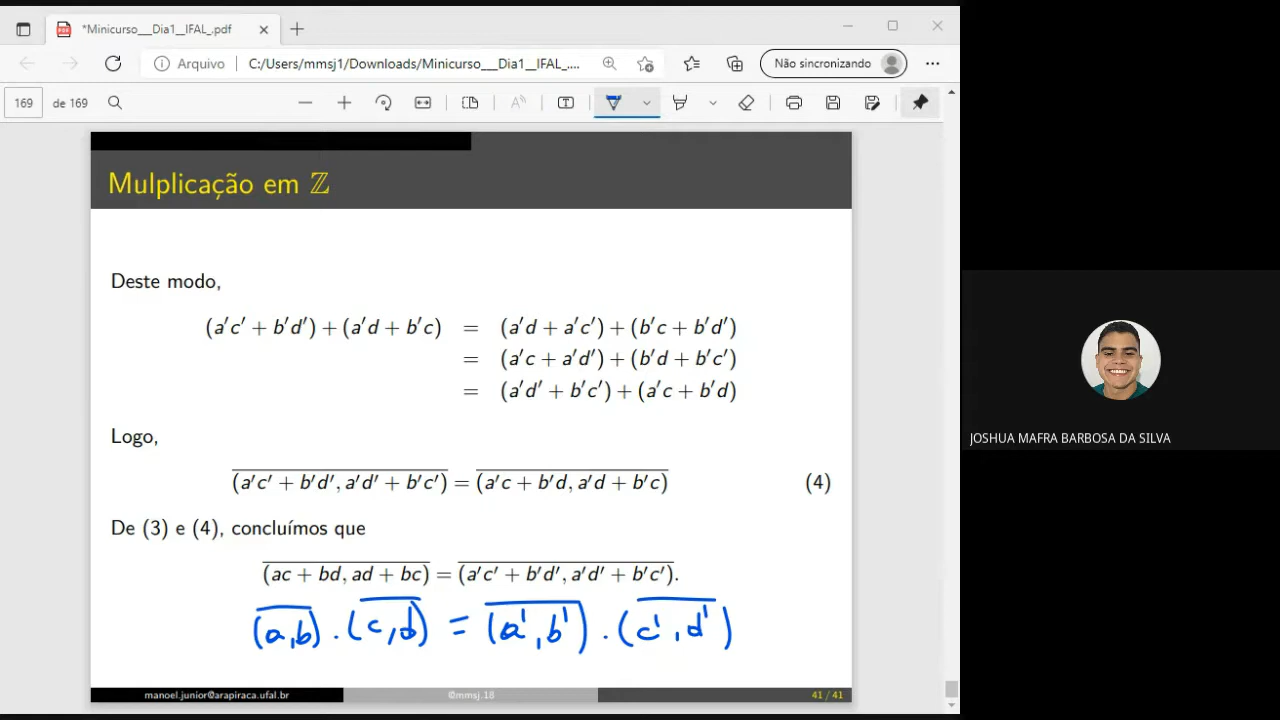 *Minicurso___Dia1__IFAL_.pdf
Arquivo | C:/Users/mmsj1/Downloads/Minicurso___Dia1__IFAL_.... Não sincronizando
169 de 169
Mulplicação em ℤ
Deste modo,
(a′c′ + b′d′) + (a′d + b′c) = (a′d + a′c′) + (b′c + b′d′)
= (a′c + a′d′) + (b′d + b′c′)
= (a′d′ + b′c′) + (a′c + b′d)
Logo,
(a′c′ + b′d′, a′d′ + b′c′) = (a′c + b′d, a′d + b′c) (4)
De (3) e (4), concluímos que
(ac + bd, ad + bc) = (a′c′ + b′d′, a′d′ + b′c′).
(a,b) . (c,d) = (a',b') . (c',d')
manoel.junior@arapiraca.ufal.br @mmsj.18 41 / 41
JOSHUA MAFRA BARBOSA DA SILVA